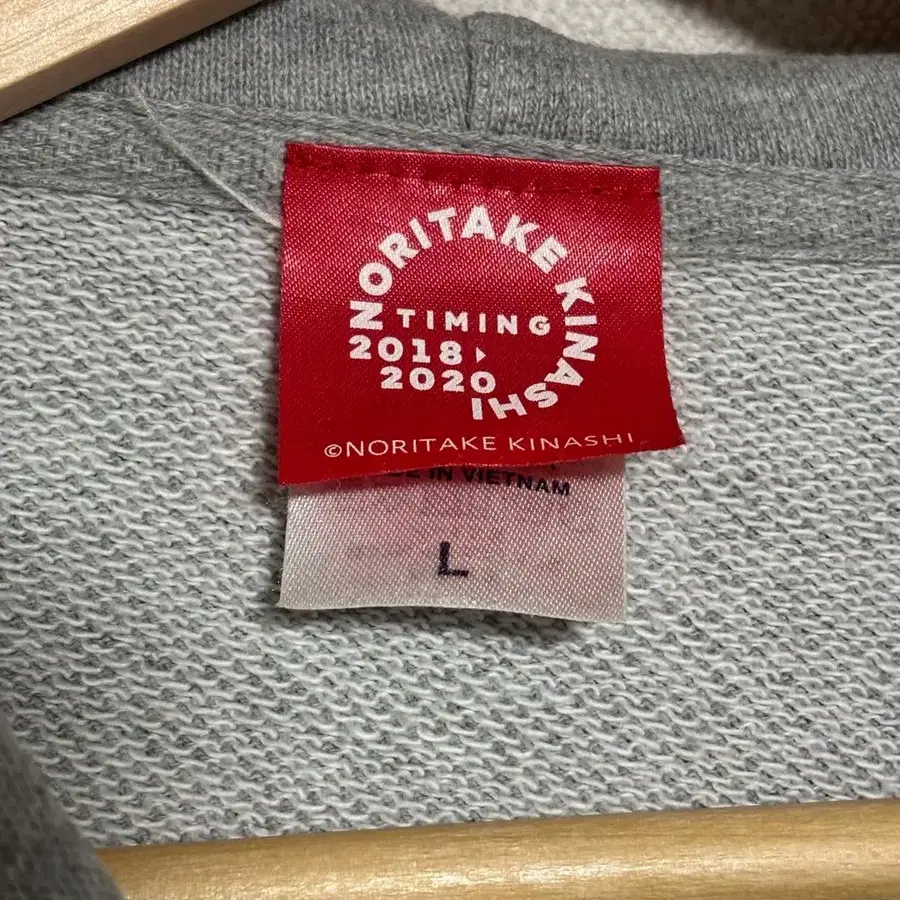 NORITAKE KINASHI
TIMING
2018▸
2020
©NORITAKE KINASHI
IN VIETNAM
L